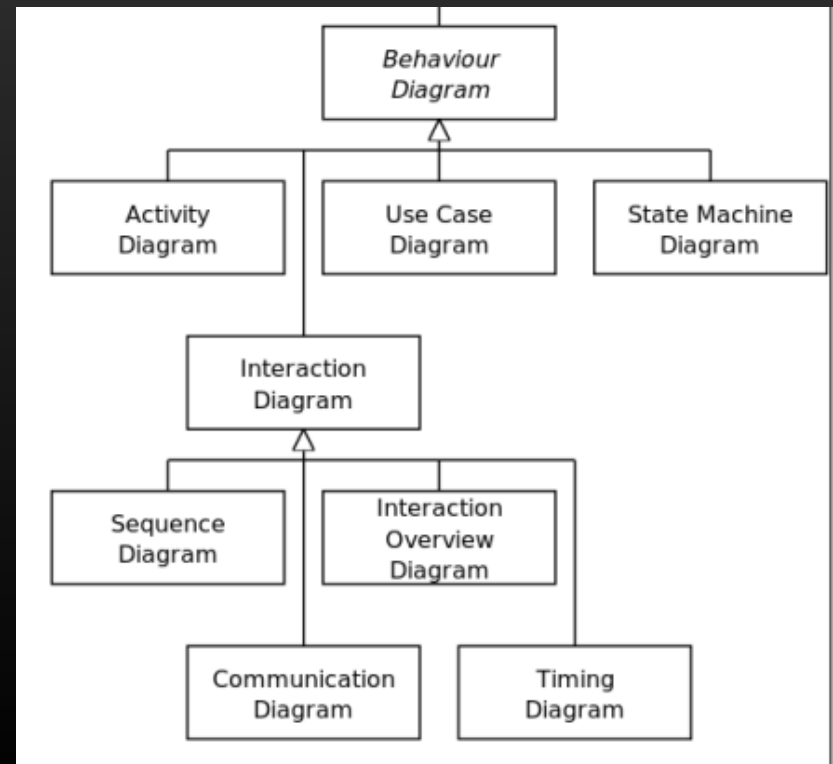 Behaviour
Diagram
Activity
Diagram
Use Case
Diagram
State Machine
Diagram
Interaction
Diagram
Sequence
Diagram
Interaction
Overview
Diagram
Communication
Diagram
Timing
Diagram